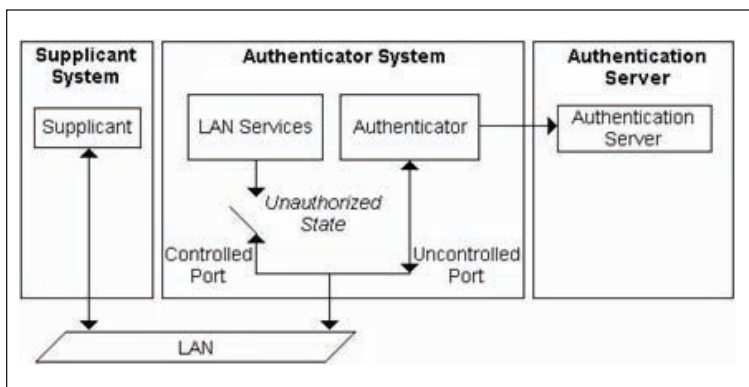 Supplicant
System
Supplicant
Authenticator System
LAN Services
Authenticator
Unauthorized
State
Controlled
Port
Uncontrolled
Port
Authentication
Server
Authentication
Server
LAN